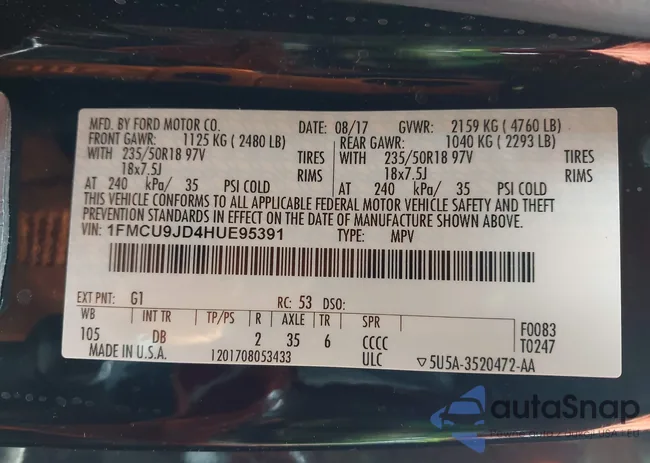 MFD. BY FORD MOTOR CO. DATE: 08/17 GVWR: 2159 KG ( 4760 LB)
FRONT GAWR: 1125 KG ( 2480 LB) REAR GAWR: 1040 KG ( 2293 LB)
WITH 235/50R18 97V TIRES WITH 235/50R18 97V TIRES
18x7.5J RIMS 18x7.5J RIMS
AT 240 kPa/ 35 PSI COLD AT 240 kPa/ 35 PSI COLD
THIS VEHICLE CONFORMS TO ALL APPLICABLE FEDERAL MOTOR VEHICLE SAFETY AND THEFT
PREVENTION STANDARDS IN EFFECT ON THE DATE OF MANUFACTURE SHOWN ABOVE.
VIN: 1FMCU9JD4HUE95391 TYPE: MPV
EXT PNT: G1 RC: 53 DSO:
WB INT TR TP/PS R AXLE TR SPR F0083
105 DB 2 35 6 CCCC T0247
MADE IN U.S.A. 1201708053433 ULC ▽5U5A-3520472-AA
autaSnap